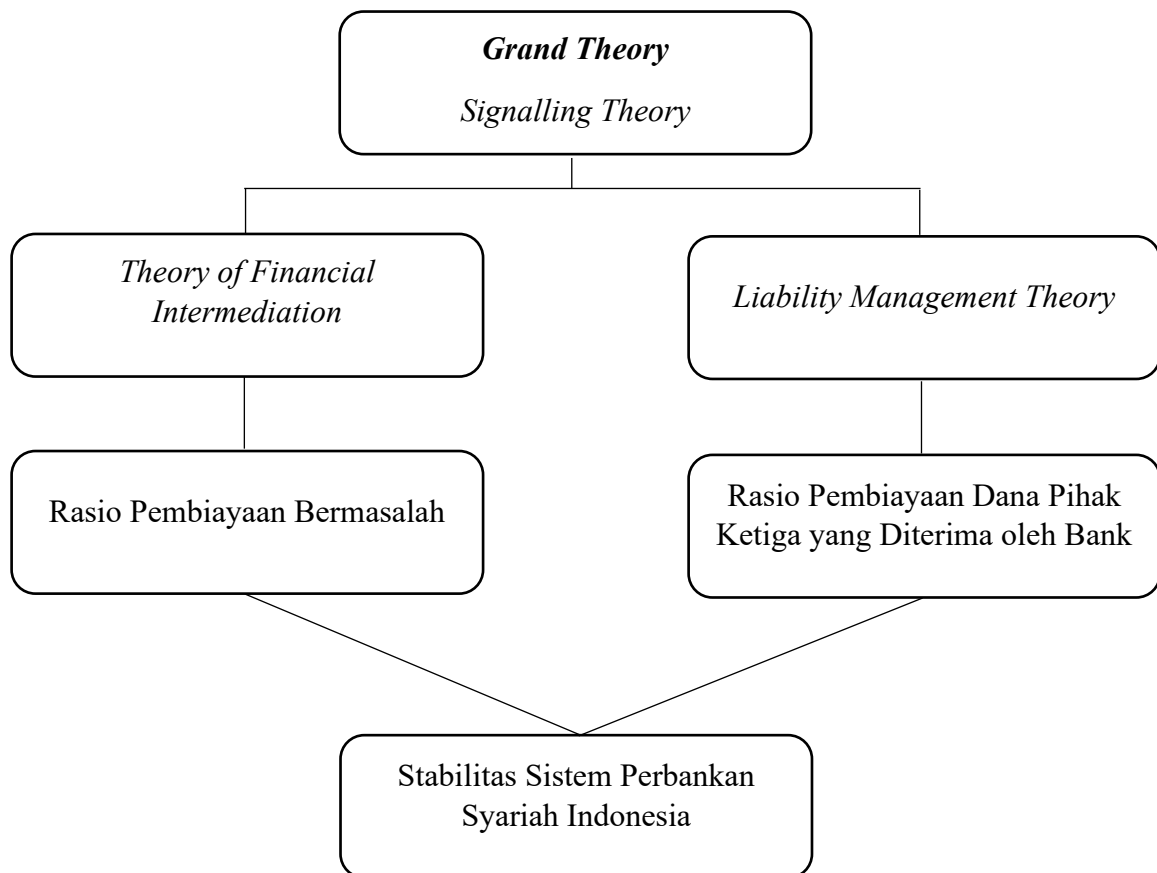 Grand Theory
Signalling Theory
Theory of Financial
Intermediation
Liability Management Theory
Rasio Pembiayaan Bermasalah
Rasio Pembiayaan Dana Pihak
Ketiga yang Diterima oleh Bank
Stabilitas Sistem Perbankan
Syariah Indonesia